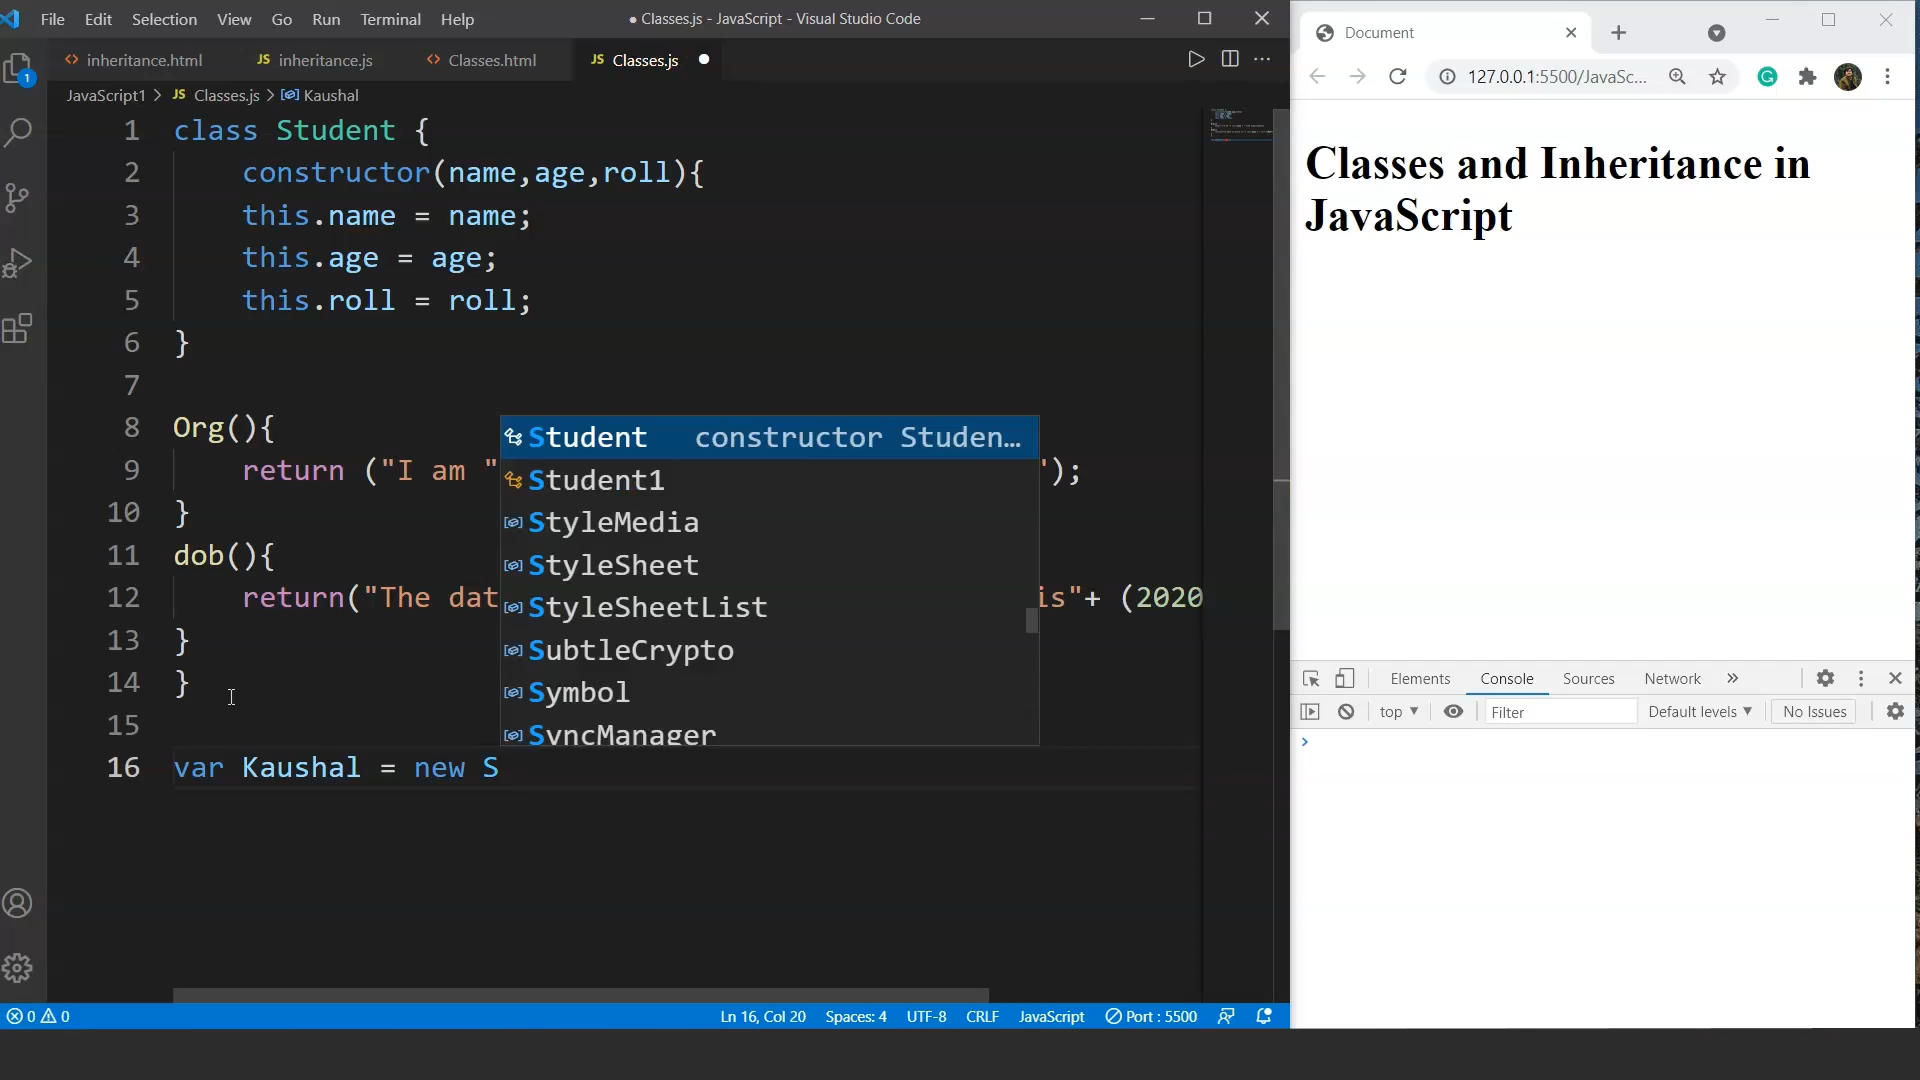 File Edit Selection View Go Run Terminal Help
● Classes.js - JavaScript - Visual Studio Code
inheritance.html JS inheritance.js Classes.html JS Classes.js
JavaScript1 > JS Classes.js > Kaushal
1 class Student {
2 constructor(name,age,roll){
3 this.name = name;
4 this.age = age;
5 this.roll = roll;
6 }
7
8 Org(){
9 return ("I am " ");
10 }
11 dob(){
12 return("The dat is"+ (2020
13 }
14 }
15
16 var Kaushal = new S
Student constructor Studen...
Student1
StyleMedia
StyleSheet
StyleSheetList
SubtleCrypto
Symbol
SyncManager
1
0 0 Ln 16, Col 20 Spaces: 4 UTF-8 CRLF JavaScript Port : 5500
Document
127.0.0.1:5500/JavaSc...
Classes and Inheritance in
JavaScript
Elements Console Sources Network »
top Filter Default levels No Issues